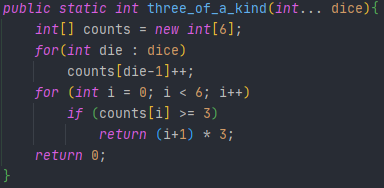 public static int three_of_a_kind(int... dice){
    int[] counts = new int[6];
    for(int die : dice)
        counts[die-1]++;
    for (int i = 0; i < 6; i++)
        if (counts[i] >= 3)
            return (i+1) * 3;
    return 0;
}